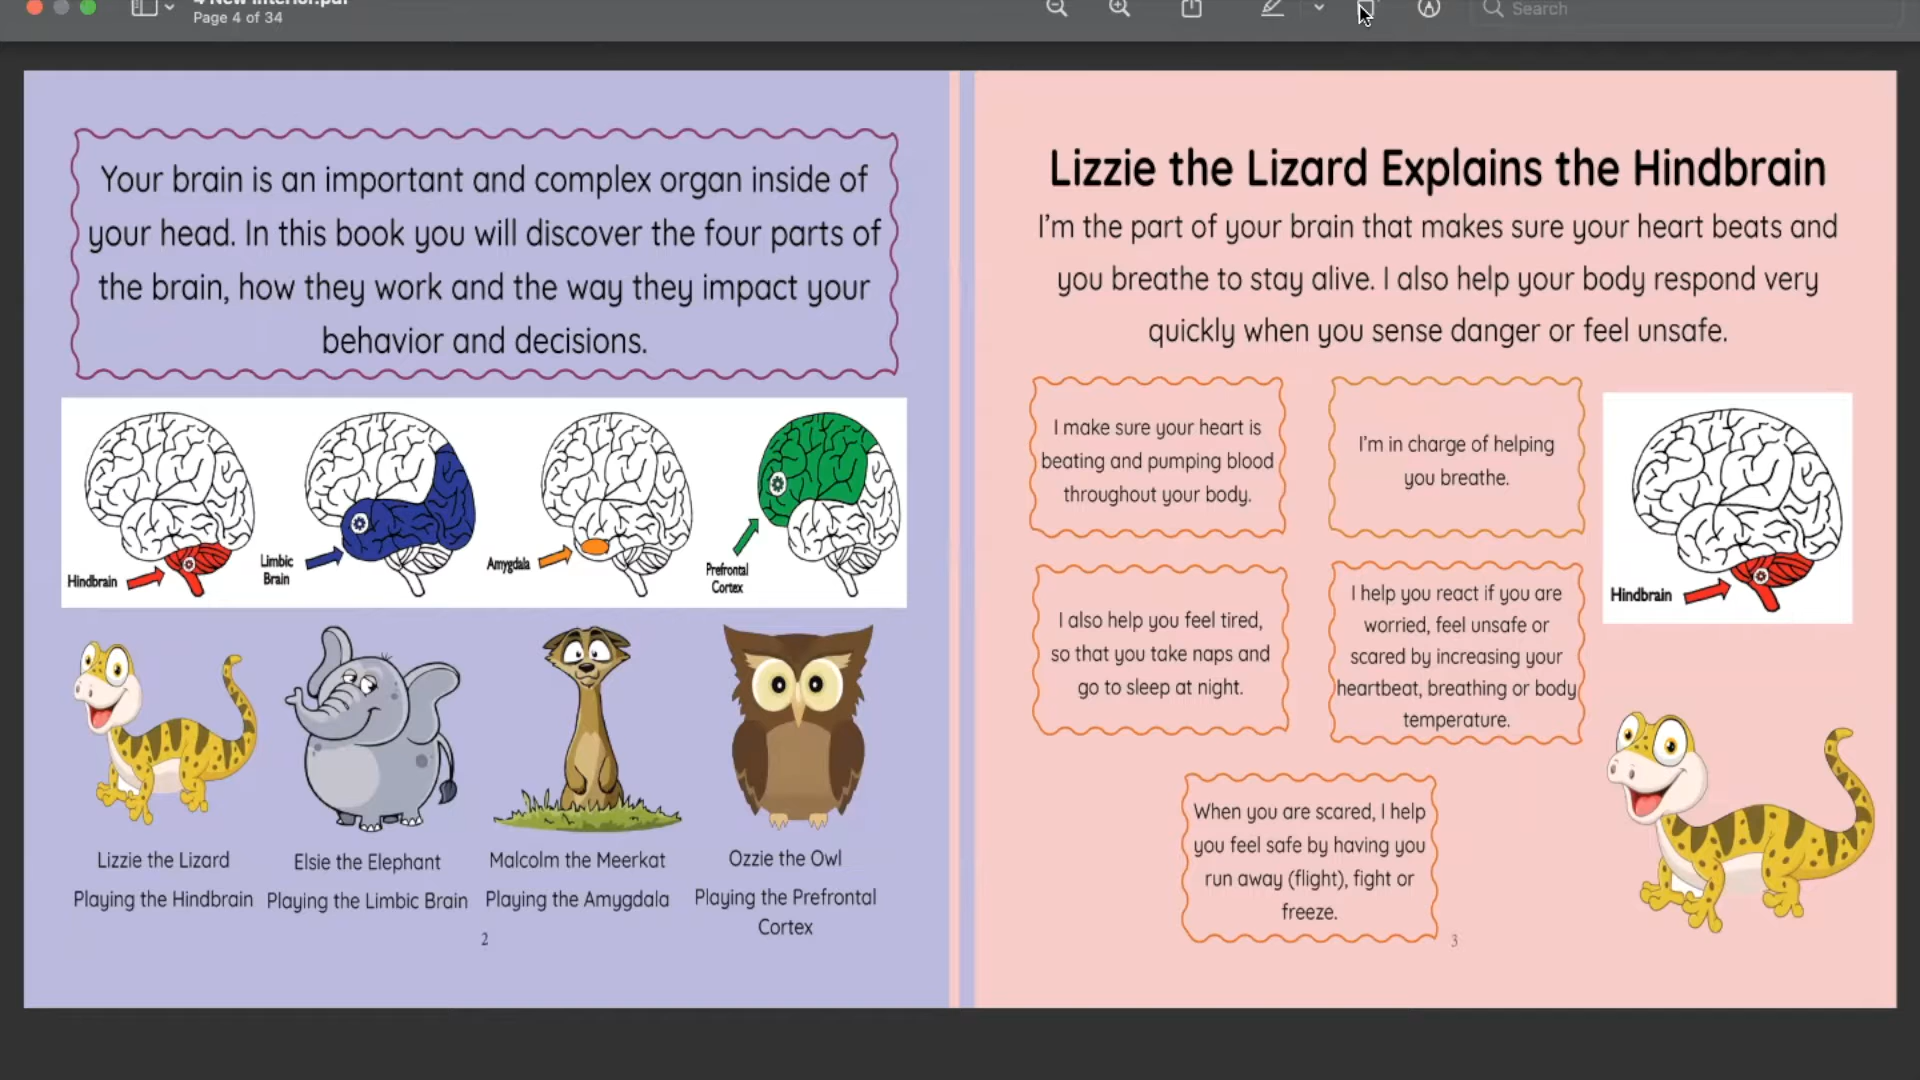 Page 4 of 34
Search
Your brain is an important and complex organ inside of
your head. In this book you will discover the four parts of
the brain, how they work and the way they impact your
behavior and decisions.
Hindbrain
Limbic
Brain
Amygdala
Prefrontal
Cortex
Lizzie the Lizard
Playing the Hindbrain
Elsie the Elephant
Playing the Limbic Brain
Malcolm the Meerkat
Playing the Amygdala
Ozzie the Owl
Playing the Prefrontal
Cortex
2
Lizzie the Lizard Explains the Hindbrain
I'm the part of your brain that makes sure your heart beats and
you breathe to stay alive. I also help your body respond very
quickly when you sense danger or feel unsafe.
I make sure your heart is
beating and pumping blood
throughout your body.
I'm in charge of helping
you breathe.
Hindbrain
I also help you feel tired,
so that you take naps and
go to sleep at night.
I help you react if you are
worried, feel unsafe or
scared by increasing your
heartbeat, breathing or body
temperature.
When you are scared, I help
you feel safe by having you
run away (flight), fight or
freeze.
3